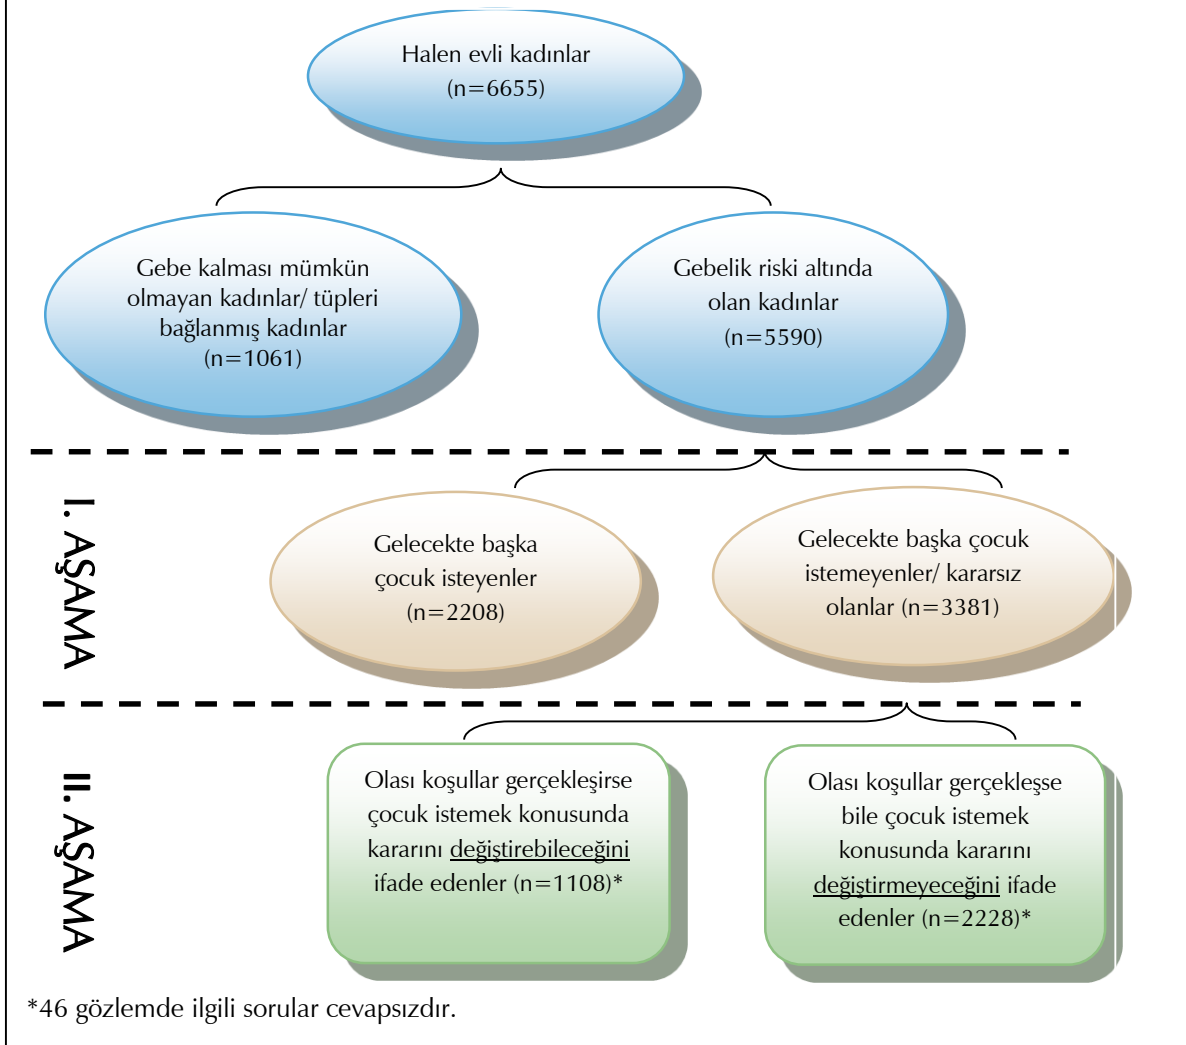 Halen evli kadınlar
(n=6655)
Gebe kalması mümkün
olmayan kadınlar/ tüpleri
bağlanmış kadınlar
(n=1061)
Gebelik riski altında
olan kadınlar
(n=5590)
I. AŞAMA
Gelecekte başka
çocuk isteyenler
(n=2208)
Gelecekte başka çocuk
istemeyenler/ kararsız
olanlar (n=3381)
II. AŞAMA
Olası koşullar gerçekleşirse
çocuk istemek konusunda
kararını değiştirebileceğini
ifade edenler (n=1108)*
Olası koşullar gerçekleşse
bile çocuk istemek
konusunda kararını
değiştirmeyeceğini ifade
edenler (n=2228)*
*46 gözlemde ilgili sorular cevapsızdır.